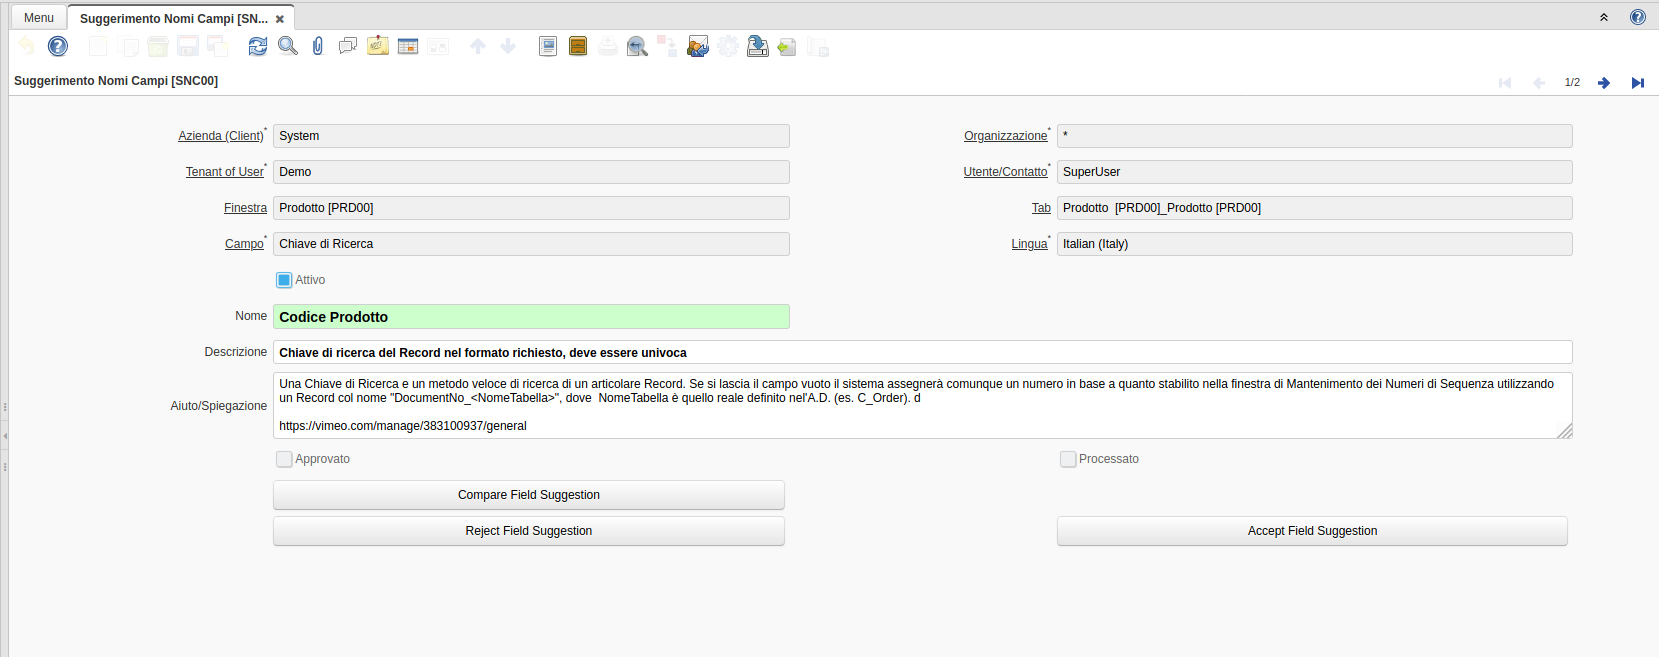 Menu
Suggerimento Nomi Campi [SN...
Suggerimento Nomi Campi [SNC00]
1/2
Azienda (Client)* System
Organizzazione* *
Tenant of User* Demo
Utente/Contatto* SuperUser
Finestra Prodotto [PRD00]
Tab Prodotto  [PRD00]_Prodotto [PRD00]
Campo* Chiave di Ricerca
Lingua* Italian (Italy)
Attivo
Nome Codice Prodotto
Descrizione Chiave di ricerca del Record nel formato richiesto, deve essere univoca
Aiuto/Spiegazione
Una Chiave di Ricerca e un metodo veloce di ricerca di un articolare Record. Se si lascia il campo vuoto il sistema assegnerà comunque un numero in base a quanto stabilito nella finestra di Mantenimento dei Numeri di Sequenza utilizzando
un Record col nome "DocumentNo_<NomeTabella>", dove  NomeTabella è quello reale definito nel'A.D. (es. C_Order). d
https://vimeo.com/manage/383100937/general
Approvato
Processato
Compare Field Suggestion
Reject Field Suggestion
Accept Field Suggestion